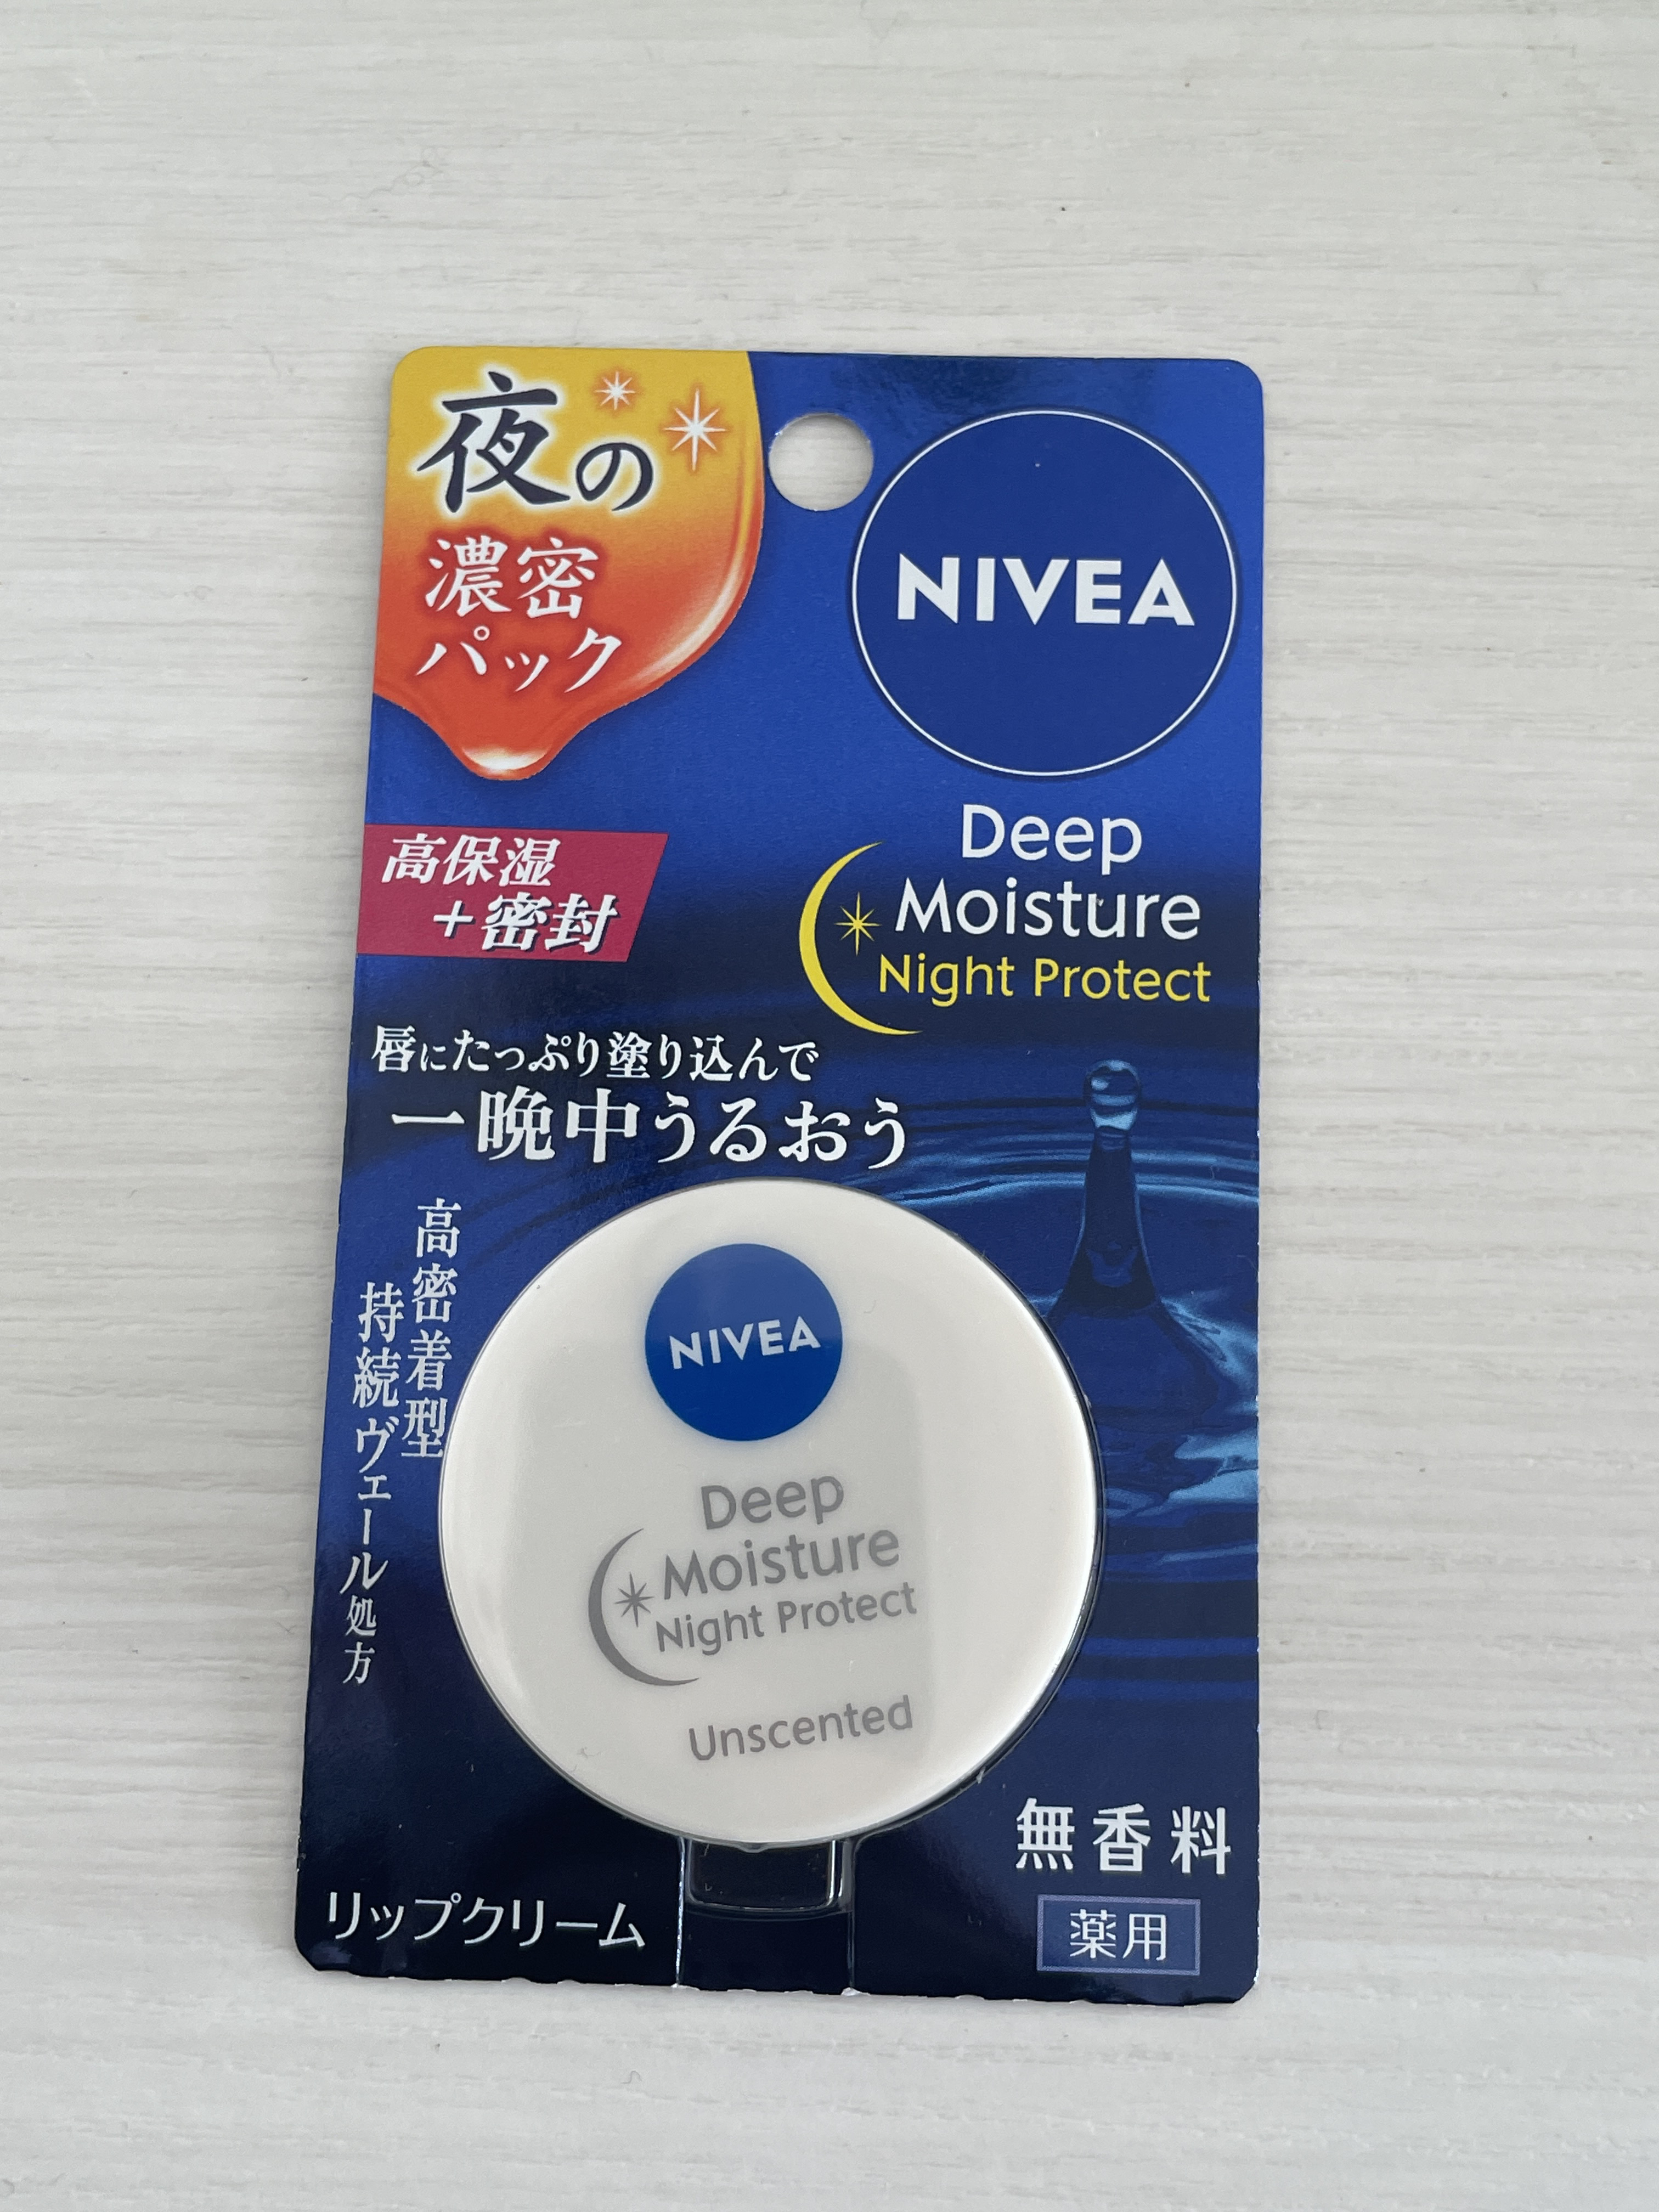 夜の
濃密
パック
NIVEA
Deep
Moisture
Night Protect
高保湿
+密封
唇にたっぷり塗り込んで
一晩中うるおう
高密着型
持続ヴェール処方
NIVEA
Deep
Moisture
Night Protect
Unscented
無香料
薬用
リップクリーム